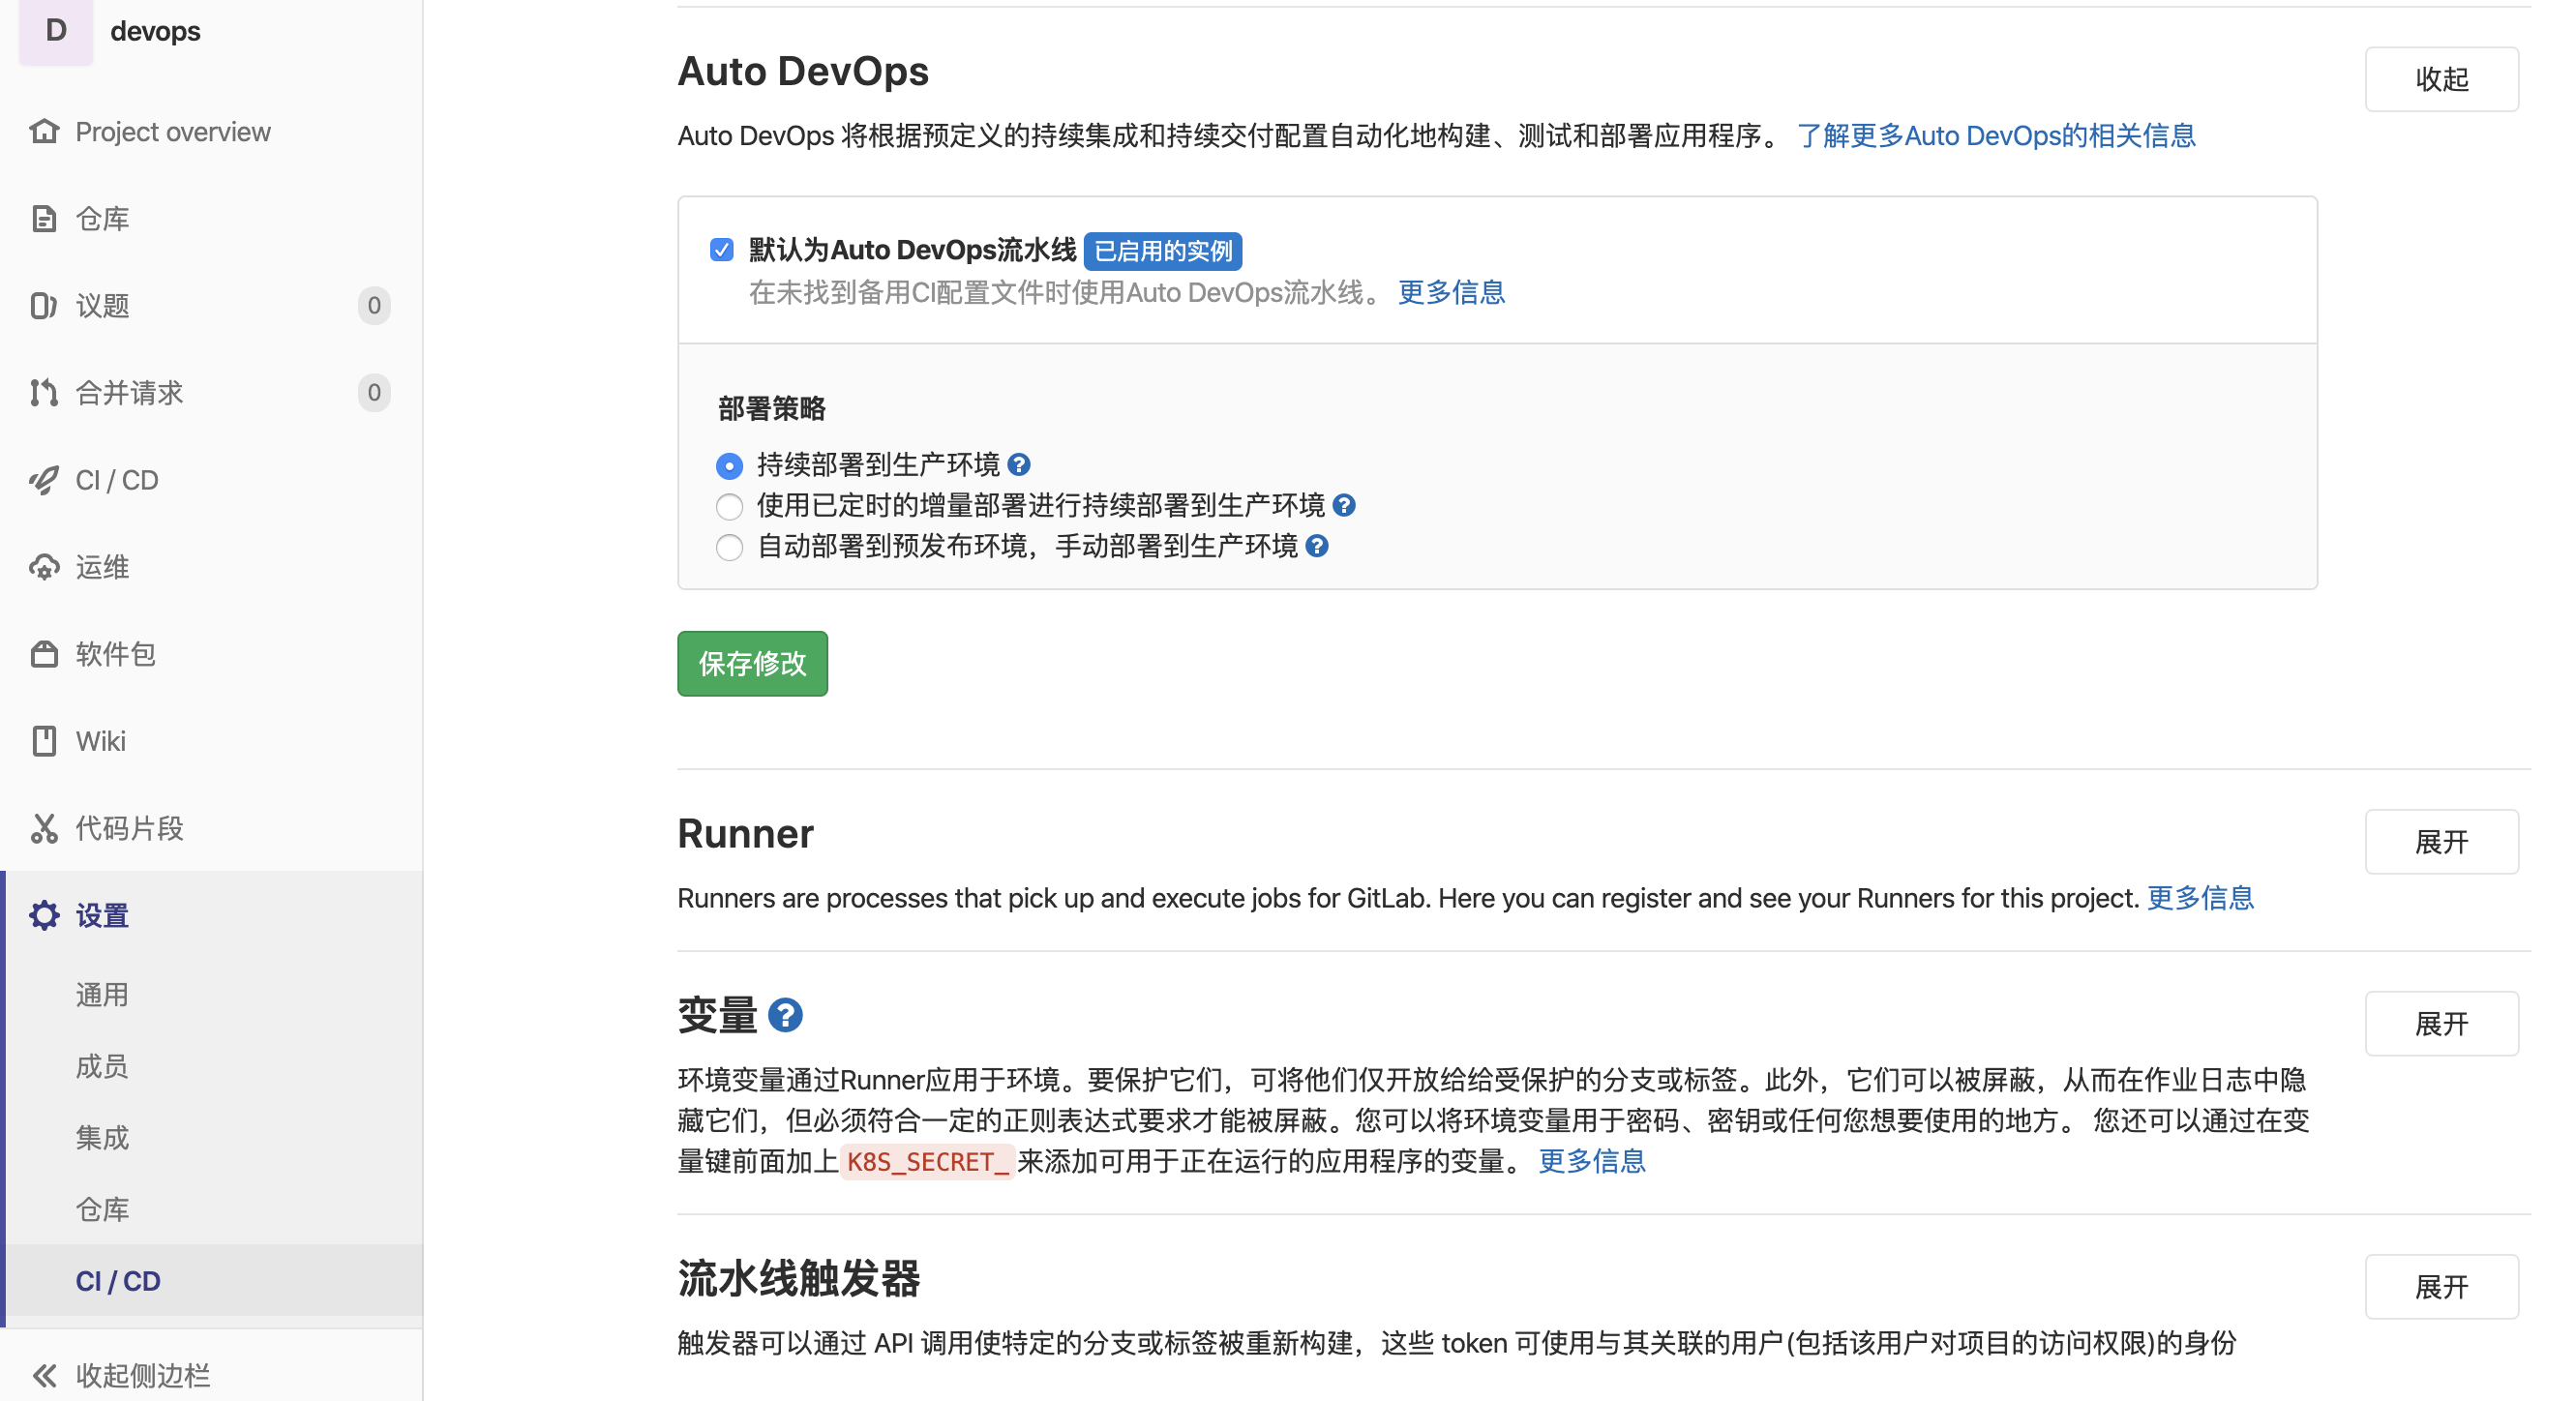 D devops
Project overview
仓库
议题 0
合并请求 0
CI / CD
运维
软件包
Wiki
代码片段
设置
通用
成员
集成
仓库
CI / CD
收起侧边栏
Auto DevOps
收起
Auto DevOps 将根据预定义的持续集成和持续交付配置自动化地构建、测试和部署应用程序。 了解更多Auto DevOps的相关信息
默认为Auto DevOps流水线 已启用的实例
在未找到备用CI配置文件时使用Auto DevOps流水线。 更多信息
部署策略
持续部署到生产环境 ?
使用已定时的增量部署进行持续部署到生产环境 ?
自动部署到预发布环境，手动部署到生产环境 ?
保存修改
Runner
展开
Runners are processes that pick up and execute jobs for GitLab. Here you can register and see your Runners for this project. 更多信息
变量 ?
展开
环境变量通过Runner应用于环境。要保护它们，可将他们仅开放给给受保护的分支或标签。此外，它们可以被屏蔽，从而在作业日志中隐
藏它们，但必须符合一定的正则表达式要求才能被屏蔽。您可以将环境变量用于密码、密钥或任何您想要使用的地方。 您还可以通过在变
量键前面加上 K8S_SECRET_ 来添加可用于正在运行的应用程序的变量。 更多信息
流水线触发器
展开
触发器可以通过 API 调用使特定的分支或标签被重新构建，这些 token 可使用与其关联的用户(包括该用户对项目的访问权限)的身份